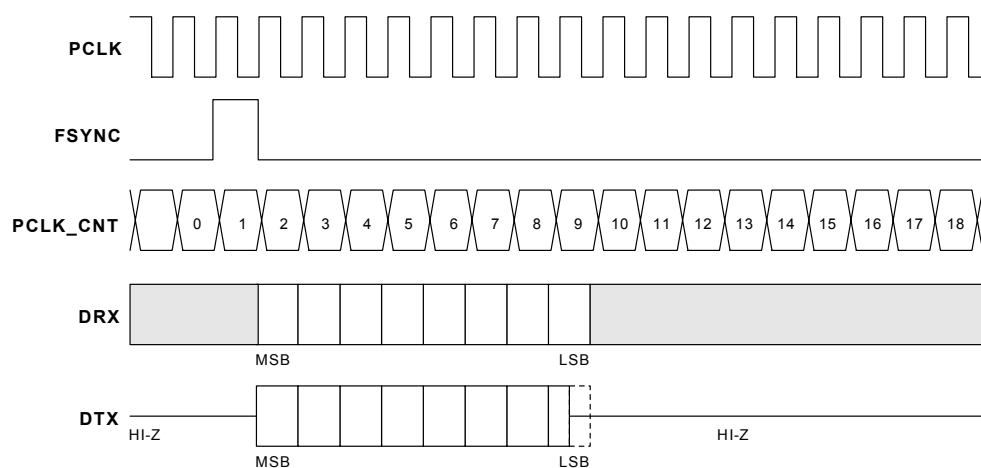 PCLK
FSYNC
PCLK_CNT 0 1 2 3 4 5 6 7 8 9 10 11 12 13 14 15 16 17 18
DRX
MSB LSB
DTX
HI-Z HI-Z
MSB LSB